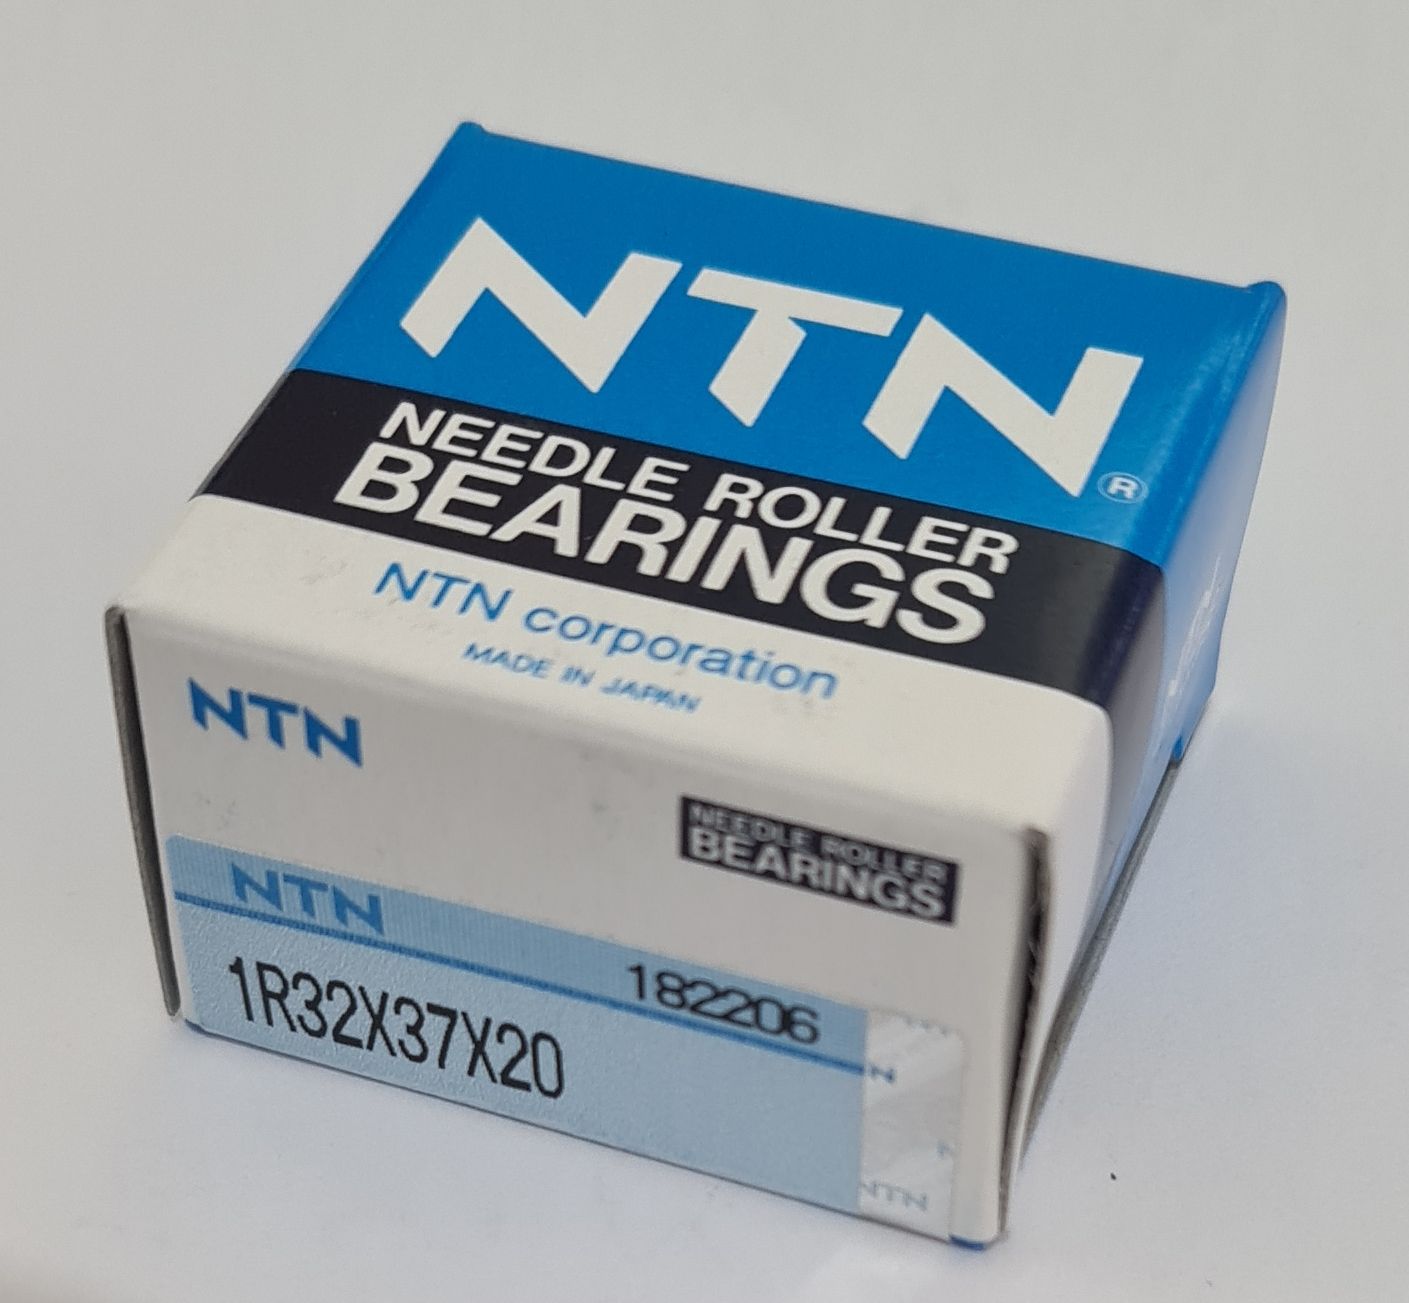 NTN
®
NEEDLE ROLLER
BEARINGS
NTN corporation
MADE IN JAPAN
NTN
NEEDLE ROLLER
BEARINGS
NTN
182206
1R32X37X20
N
NTN